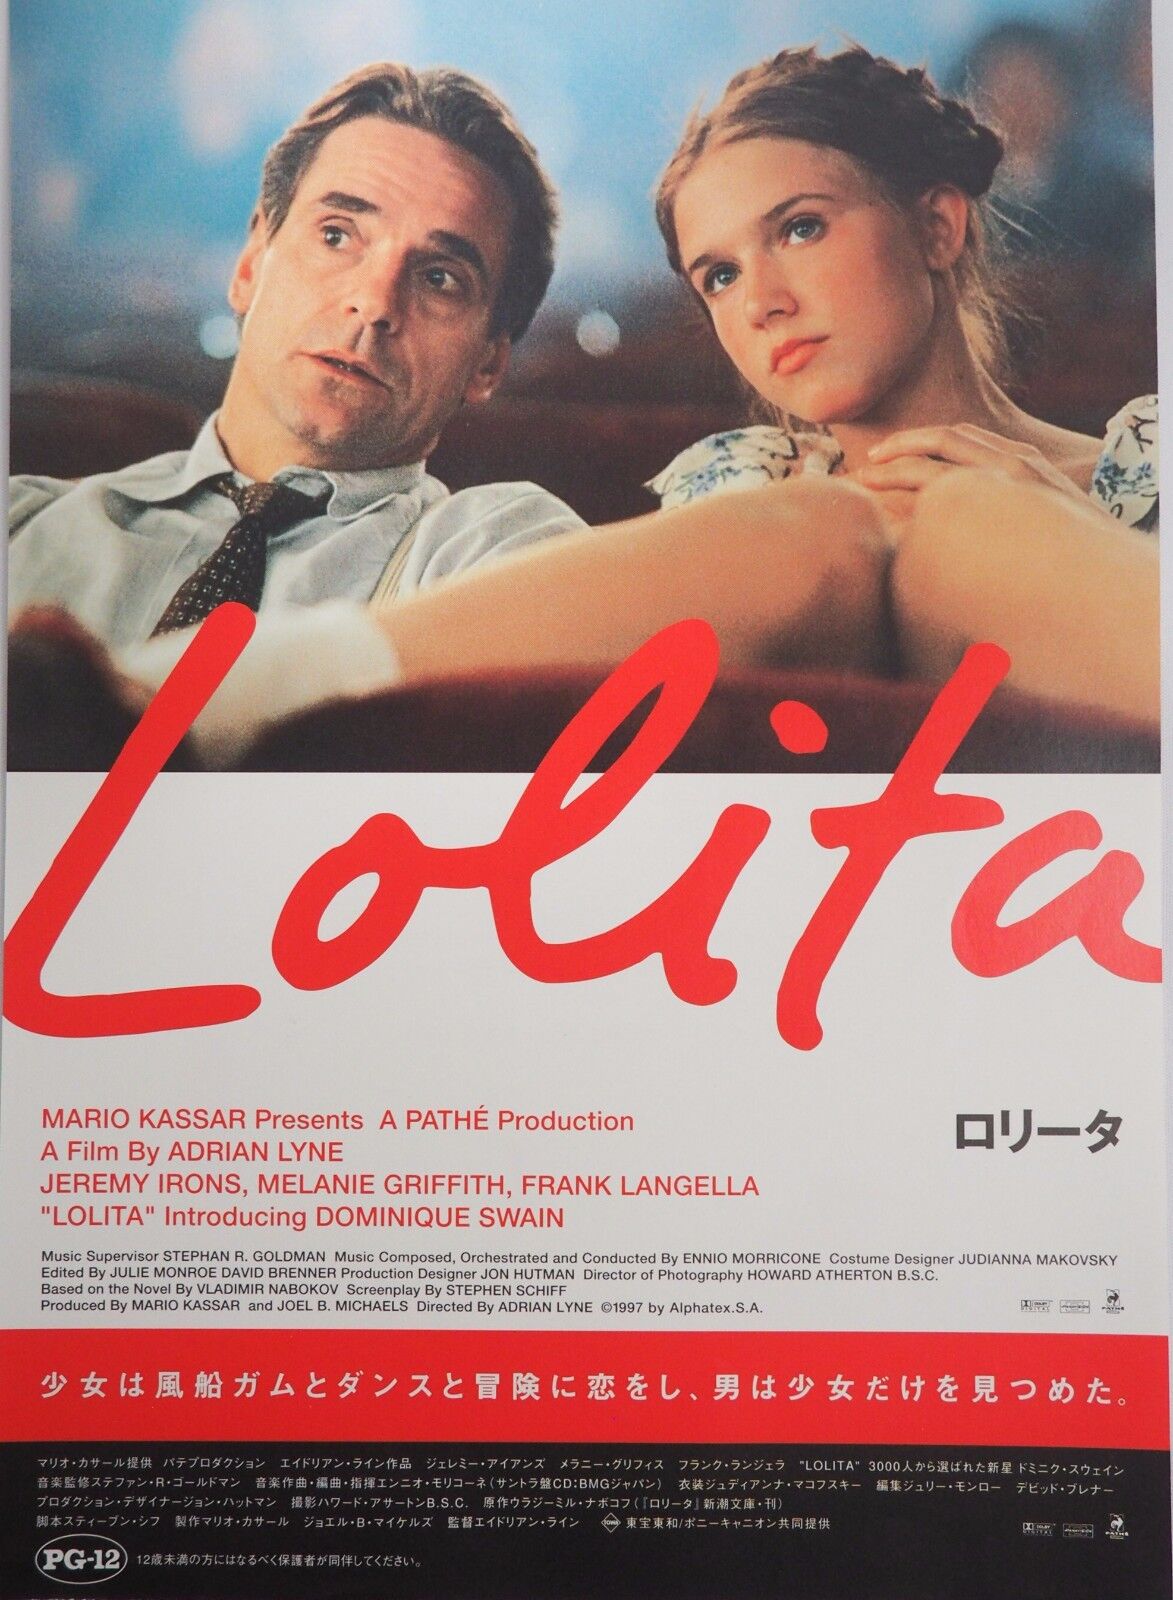 Lolita
MARIO KASSAR Presents A PATHÉ Production
ロリータ
A Film By ADRIAN LYNE
JEREMY IRONS, MELANIE GRIFFITH, FRANK LANGELLA
"LOLITA" Introducing DOMINIQUE SWAIN
Music Supervisor STEPHAN R. GOLDMAN Music Composed, Orchestrated and Conducted By ENNIO MORRICONE Costume Designer JUDIANNA MAKOVSKY
Edited By JULIE MONROE DAVID BRENNER Production Designer JON HUTMAN Director of Photography HOWARD ATHERTON B.S.C.
Based on the Novel By VLADIMIR NABOKOV Screenplay By STEPHEN SCHIFF
Produced By MARIO KASSAR and JOEL B. MICHAELS Directed By ADRIAN LYNE ©1997 by Alphatex.S.A.
少女は風船ガムとダンスと冒険に恋をし、男は少女だけを見つめた。
マリオ・カサール提供 パテプロダクション エイドリアン・ライン作品 ジェレミー・アイアンズ メラニー・グリフィス フランク・ランジェラ "LOLITA" 3000人から選ばれた新星 ドミニク・スウェイン
音楽監修ステファン・R・ゴールドマン 音楽作曲・編曲・指揮エンニオ・モリコーネ(サントラ盤CD:BMGジャパン) 衣装ジュディアンナ・マコフスキー 編集ジュリー・モンロー デビッド・ブレナー
プロダクション・デザイナージョン・ハットマン 撮影ハワード・アサートンB.S.C. 原作ウラジーミル・ナボコフ(『ロリータ』新潮文庫・刊)
脚本スティーブン・シフ 製作マリオ・カサール ジョエル・B・マイケルズ 監督エイドリアン・ライン 東宝東和/ポニーキャニオン共同提供
PG-12 12歳未満の方にはなるべく保護者が同伴してください。